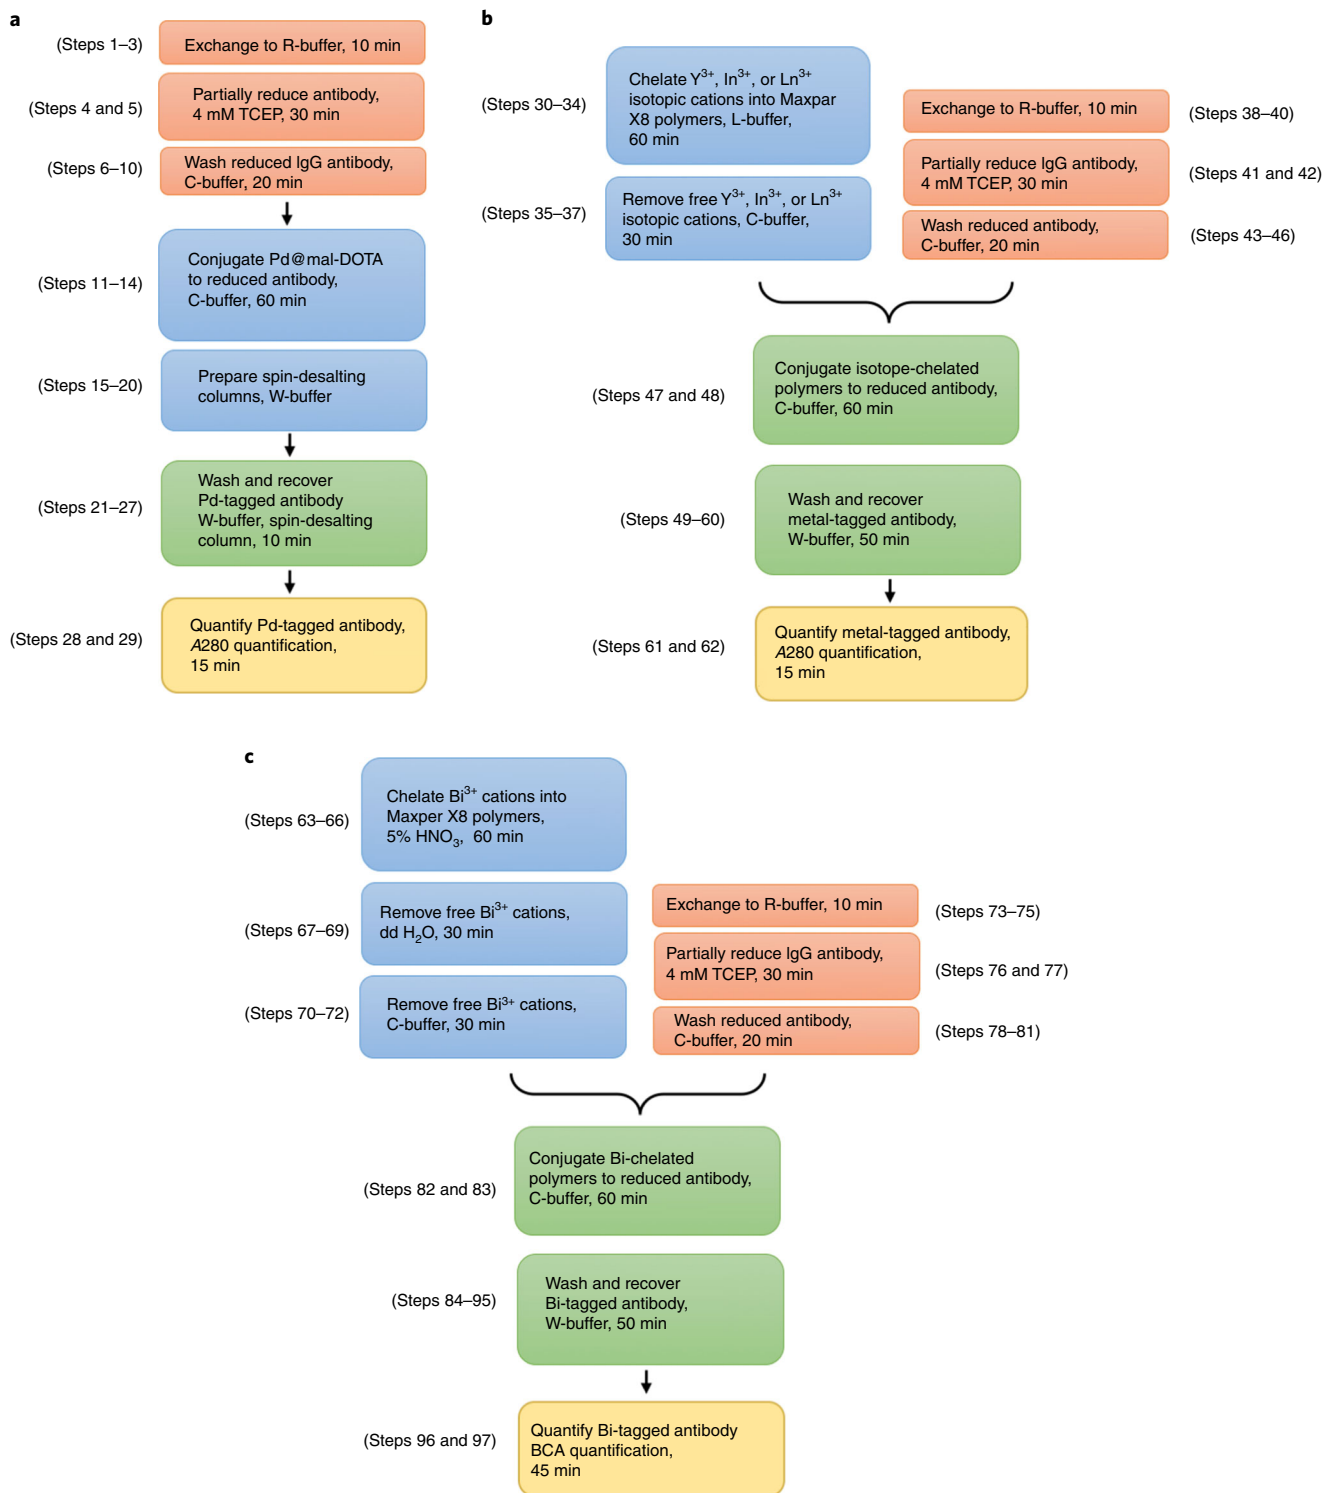 a
(Steps 1–3)
Exchange to R-buffer, 10 min
(Steps 4 and 5)
Partially reduce antibody,
4 mM TCEP, 30 min
(Steps 6–10)
Wash reduced IgG antibody,
C-buffer, 20 min
(Steps 11–14)
Conjugate Pd@mal-DOTA
to reduced antibody,
C-buffer, 60 min
(Steps 15–20)
Prepare spin-desalting
columns, W-buffer
(Steps 21–27)
Wash and recover
Pd-tagged antibody
W-buffer, spin-desalting
column, 10 min
(Steps 28 and 29)
Quantify Pd-tagged antibody,
A280 quantification,
15 min
b
(Steps 30–34)
Chelate Y³⁺, In³⁺, or Ln³⁺
isotopic cations into Maxpar
X8 polymers, L-buffer,
60 min
(Steps 35–37)
Remove free Y³⁺, In³⁺, or Ln³⁺
isotopic cations, C-buffer,
30 min
Exchange to R-buffer, 10 min
(Steps 38–40)
Partially reduce IgG antibody,
4 mM TCEP, 30 min
(Steps 41 and 42)
Wash reduced antibody,
C-buffer, 20 min
(Steps 43–46)
(Steps 47 and 48)
Conjugate isotope-chelated
polymers to reduced antibody,
C-buffer, 60 min
(Steps 49–60)
Wash and recover
metal-tagged antibody,
W-buffer, 50 min
(Steps 61 and 62)
Quantify metal-tagged antibody,
A280 quantification,
15 min
c
(Steps 63–66)
Chelate Bi³⁺ cations into
Maxper X8 polymers,
5% HNO₃, 60 min
(Steps 67–69)
Remove free Bi³⁺ cations,
dd H₂O, 30 min
(Steps 70–72)
Remove free Bi³⁺ cations,
C-buffer, 30 min
Exchange to R-buffer, 10 min
(Steps 73–75)
Partially reduce IgG antibody,
4 mM TCEP, 30 min
(Steps 76 and 77)
Wash reduced antibody,
C-buffer, 20 min
(Steps 78–81)
(Steps 82 and 83)
Conjugate Bi-chelated
polymers to reduced antibody,
C-buffer, 60 min
(Steps 84–95)
Wash and recover
Bi-tagged antibody,
W-buffer, 50 min
(Steps 96 and 97)
Quantify Bi-tagged antibody
BCA quantification,
45 min